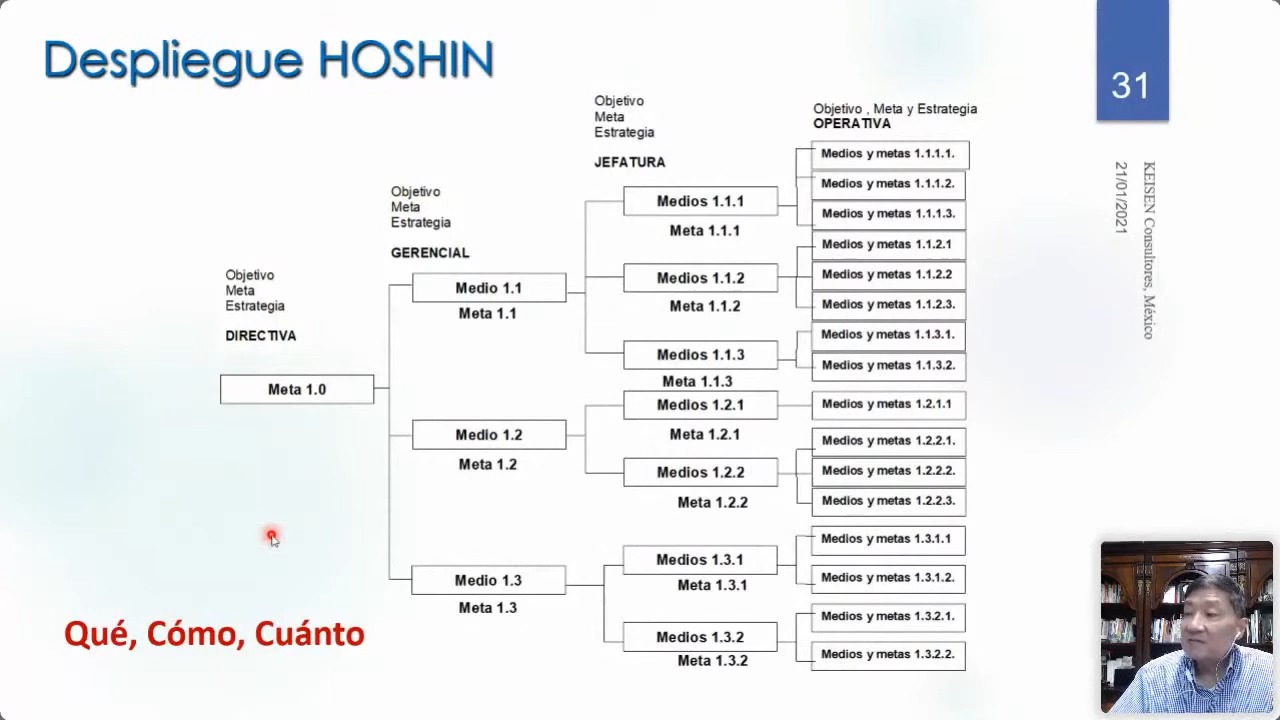 Despliegue HOSHIN
31
KEISEN Consultores, México
21/01/2021
Objetivo
Meta
Estrategia
DIRECTIVA
Meta 1.0
Objetivo
Meta
Estrategia
GERENCIAL
Medio 1.1
Meta 1.1
Medio 1.2
Meta 1.2
Medio 1.3
Meta 1.3
Objetivo
Meta
Estrategia
JEFATURA
Medios 1.1.1
Meta 1.1.1
Medios 1.1.2
Meta 1.1.2
Medios 1.1.3
Meta 1.1.3
Medios 1.2.1
Meta 1.2.1
Medios 1.2.2
Meta 1.2.2
Medios 1.3.1
Meta 1.3.1
Medios 1.3.2
Meta 1.3.2
Objetivo , Meta y Estrategia
OPERATIVA
Medios y metas 1.1.1.1.
Medios y metas 1.1.1.2.
Medios y metas 1.1.1.3.
Medios y metas 1.1.2.1
Medios y metas 1.1.2.2
Medios y metas 1.1.2.3.
Medios y metas 1.1.3.1.
Medios y metas 1.1.3.2.
Medios y metas 1.2.1.1
Medios y metas 1.2.2.1.
Medios y metas 1.2.2.2.
Medios y metas 1.2.2.3.
Medios y metas 1.3.1.1
Medios y metas 1.3.1.2.
Medios y metas 1.3.2.1.
Medios y metas 1.3.2.2.
Qué, Cómo, Cuánto